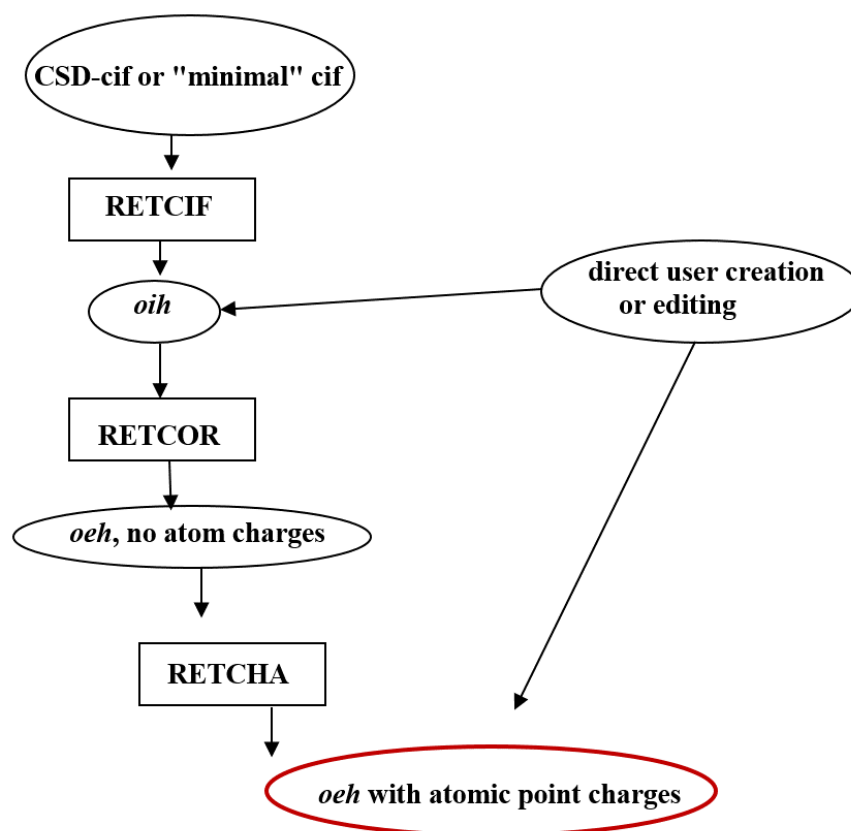 CSD-cif or "minimal" cif
RETCIF
direct user creation
or editing
oih
RETCOR
oeh, no atom charges
RETCHA
oeh with atomic point charges